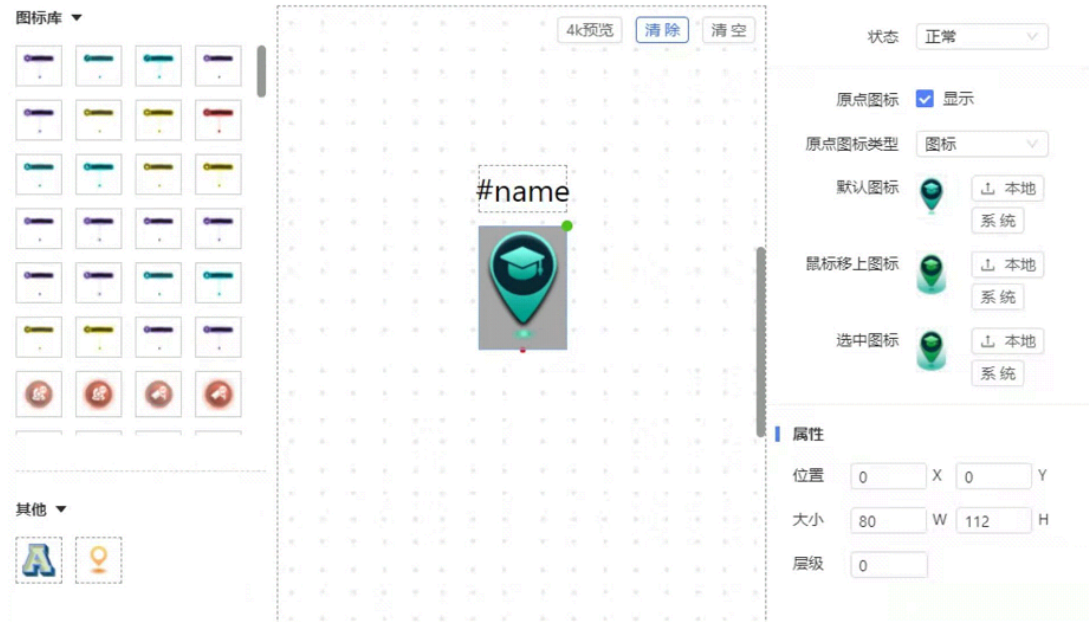 图标库
4k预览
清 除
清 空
#name
其他
A
状态
正常
原点图标
显示
原点图标类型
图标
默认图标
本地
系 统
鼠标移上图标
本地
系 统
选中图标
本地
系 统
属性
位置
0 X 0 Y
大小
80 W 112 H
层级
0